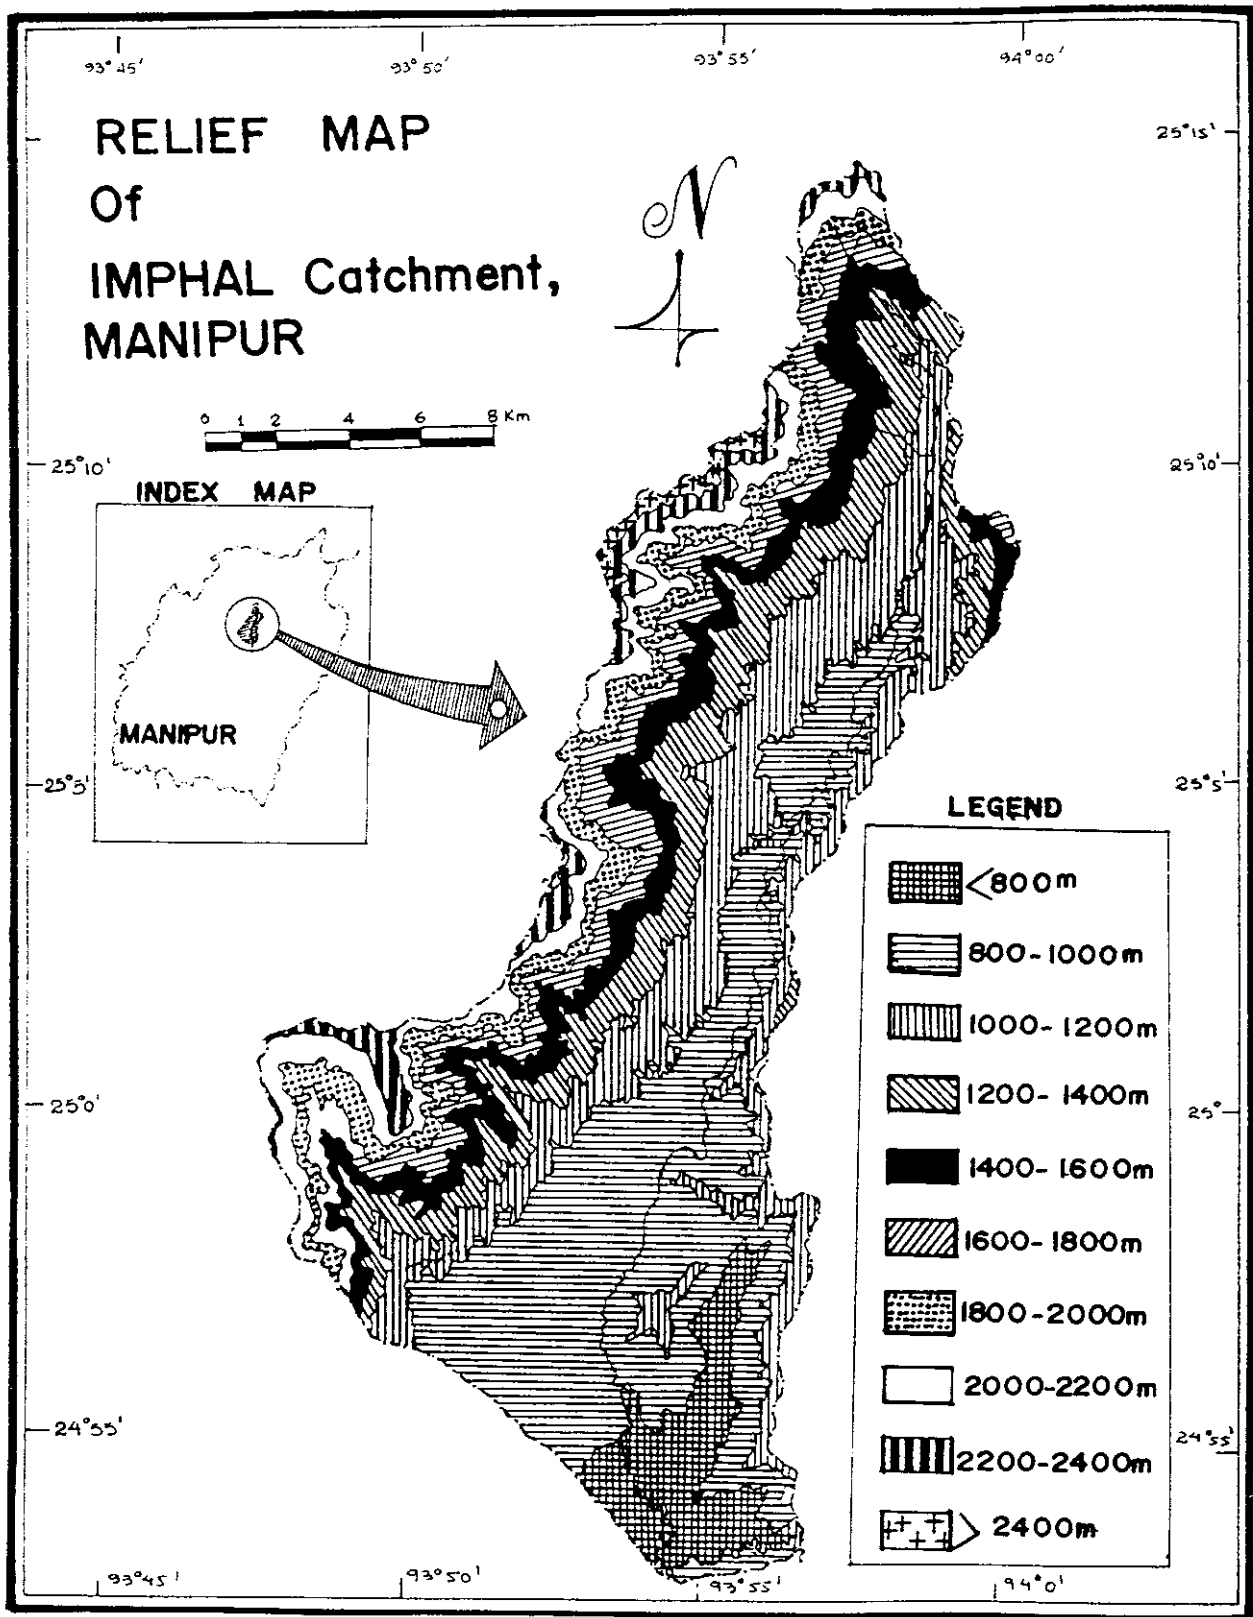 93°45' 93°50' 93°55' 94°00'
RELIEF MAP
Of
IMPHAL Catchment,
MANIPUR
N
25°15'
0 1 2 4 6 8 Km
25°10' 25°10'
INDEX MAP
MANIPUR
25°5' 25°5'
LEGEND
<800m
800-1000m
1000-1200m
1200-1400m
1400-1600m
1600-1800m
1800-2000m
2000-2200m
2200-2400m
> 2400m
25°0' 25°
24°55' 24°55'
93°45' 93°50' 93°55' 94°0'